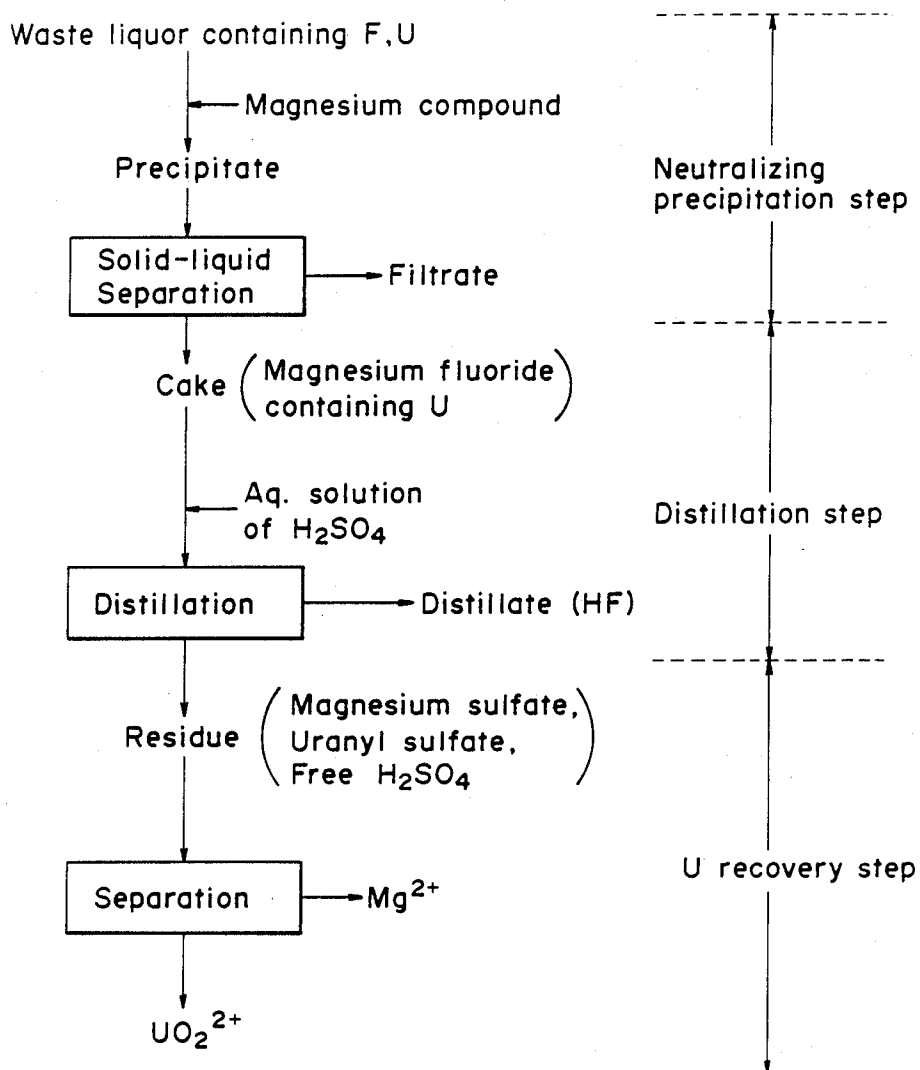 Waste liquor containing F,U
Magnesium compound
Precipitate
Neutralizing
precipitation step
Solid-liquid
Separation
Filtrate
Cake
Magnesium fluoride
containing U
Aq. solution
of H₂SO₄
Distillation step
Distillation
Distillate (HF)
Residue
Magnesium sulfate,
Uranyl sulfate,
Free H₂SO₄
U recovery step
Separation
Mg²⁺
UO₂²⁺